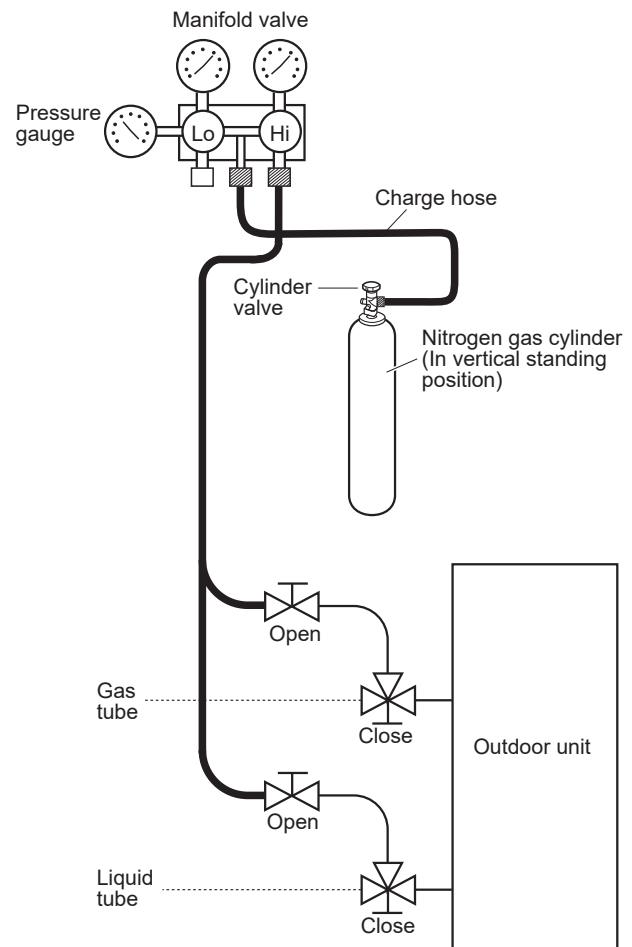 Manifold valve
Pressure
gauge
Lo
Hi
Charge hose
Cylinder
valve
Nitrogen gas cylinder
(In vertical standing
position)
Open
Gas
tube
Close
Outdoor unit
Open
Liquid
tube
Close